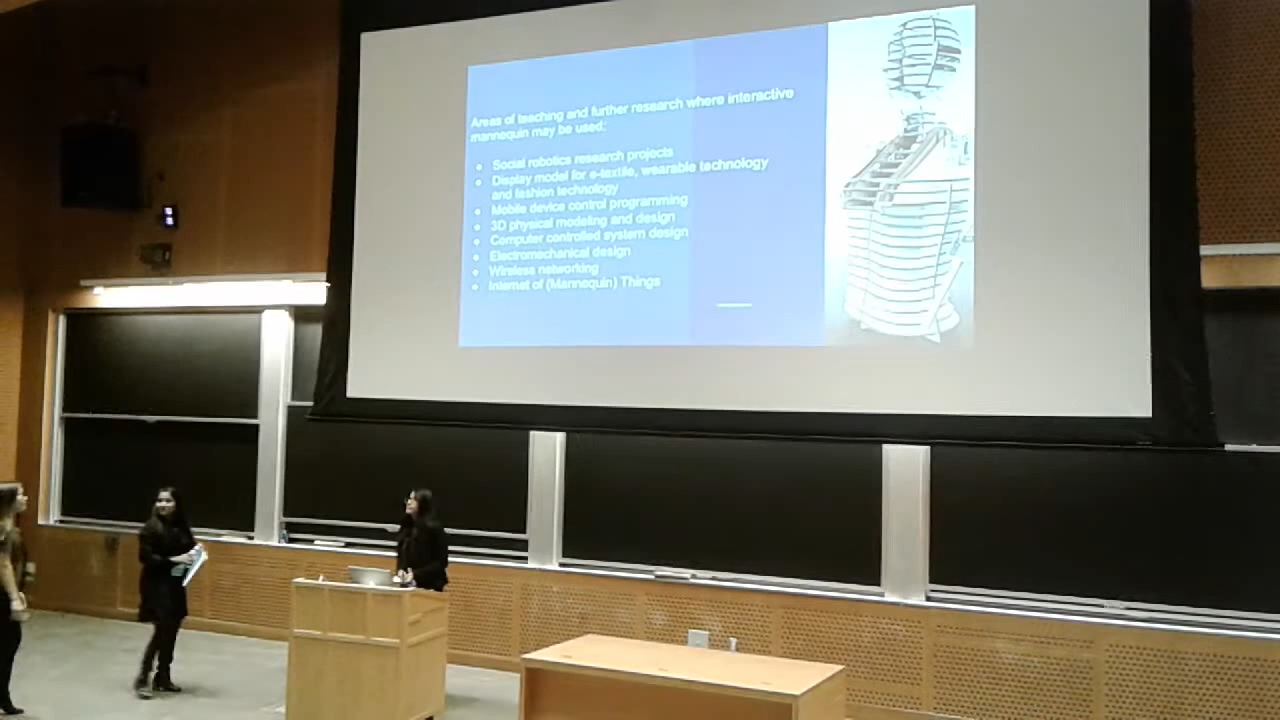 Areas of teaching and further research where interactive
mannequin may be used:
Social robotics research projects
Display model for e-textile, wearable technology
and fashion technology
Mobile device control programming
3D physical modeling and design
Computer controlled system design
Electromechanical design
Wireless networking
Internet of (Mannequin) Things